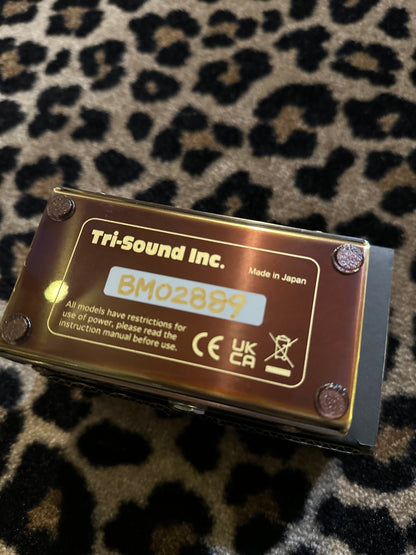 Tri-Sound Inc.
Made in Japan
BM02889
All models have restrictions for
use of power, please read the
instruction manual before use.
CE UK
CA